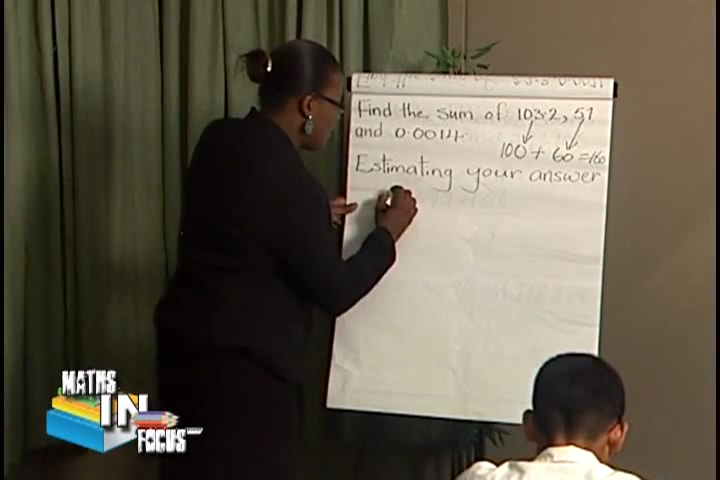 Find the sum of 103.2, 51
and 0.0014
100 + 60 = 160
Estimating your answer
MATHS
IN
FOCUS